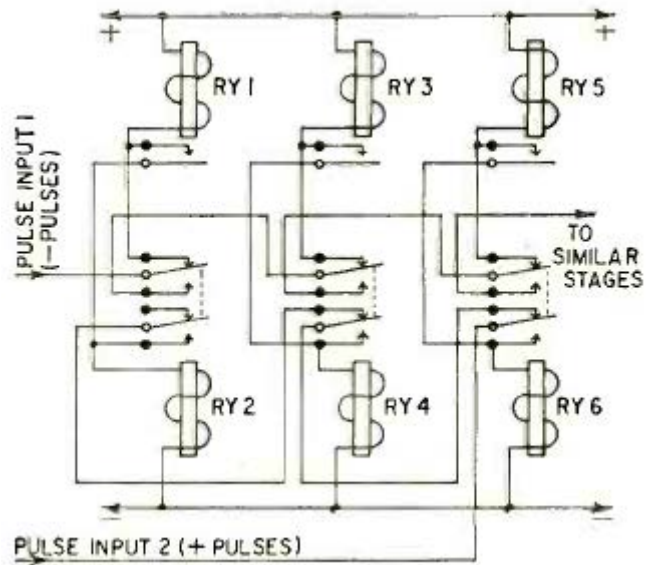 + +
RY 1 RY 3 RY 5
PULSE INPUT 1
(— PULSES)
TO
SIMILAR
STAGES
RY 2 RY 4 RY 6
— —
PULSE INPUT 2 (+ PULSES)